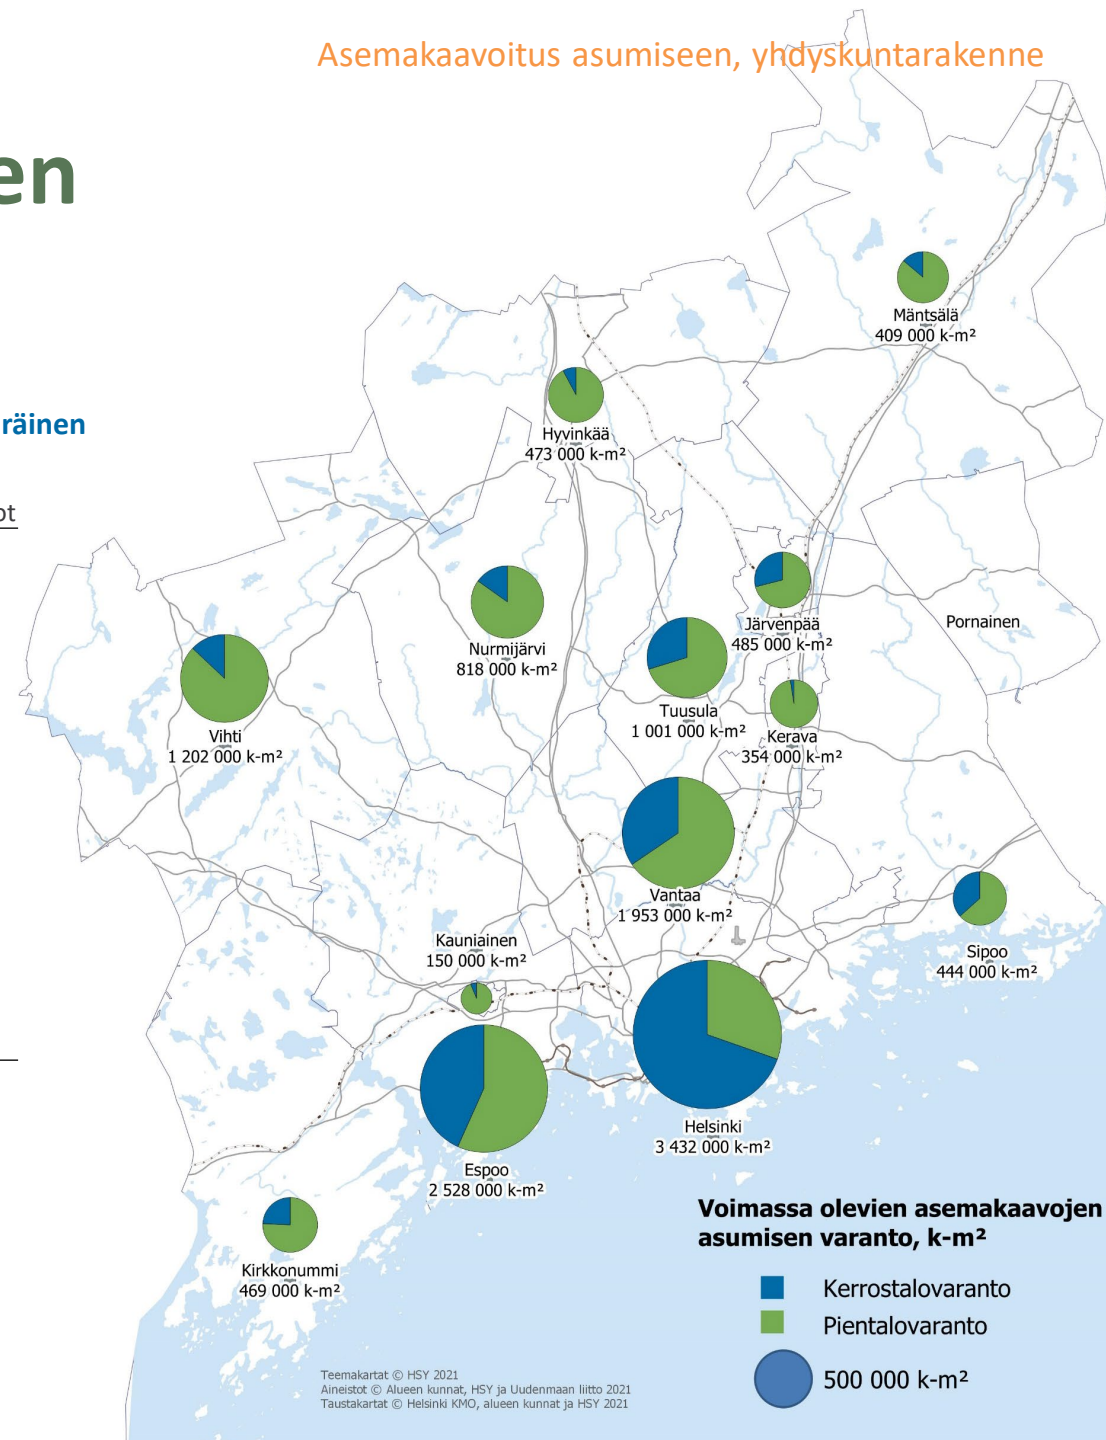 Asemakaavoitus asumiseen, yhdyskuntarakenne
en
räinen
ot
Mäntsälä
409 000 k-m²
Hyvinkää
473 000 k-m²
Järvenpää
485 000 k-m²
Pornainen
Nurmijärvi
818 000 k-m²
Tuusula
1 001 000 k-m²
Kerava
354 000 k-m²
Vihti
1 202 000 k-m²
Vantaa
1 953 000 k-m²
Kauniainen
150 000 k-m²
Sipoo
444 000 k-m²
Helsinki
3 432 000 k-m²
Espoo
2 528 000 k-m²
Kirkkonummi
469 000 k-m²
Voimassa olevien asemakaavojen
asumisen varanto, k-m²
Kerrostalovaranto
Pientalovaranto
500 000 k-m²
Teemakartat © HSY 2021
Aineistot © Alueen kunnat, HSY ja Uudenmaan liitto 2021
Taustakartat © Helsinki KMO, alueen kunnat ja HSY 2021